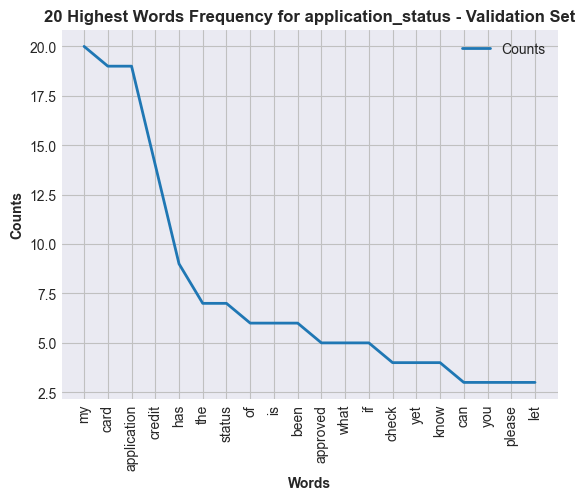 20 Highest Words Frequency for application_status - Validation Set
Counts
20.0
17.5
15.0
12.5
10.0
7.5
5.0
2.5
Counts
my
card
application
credit
has
the
status
of
is
been
approved
what
if
check
yet
know
can
you
please
let
Words